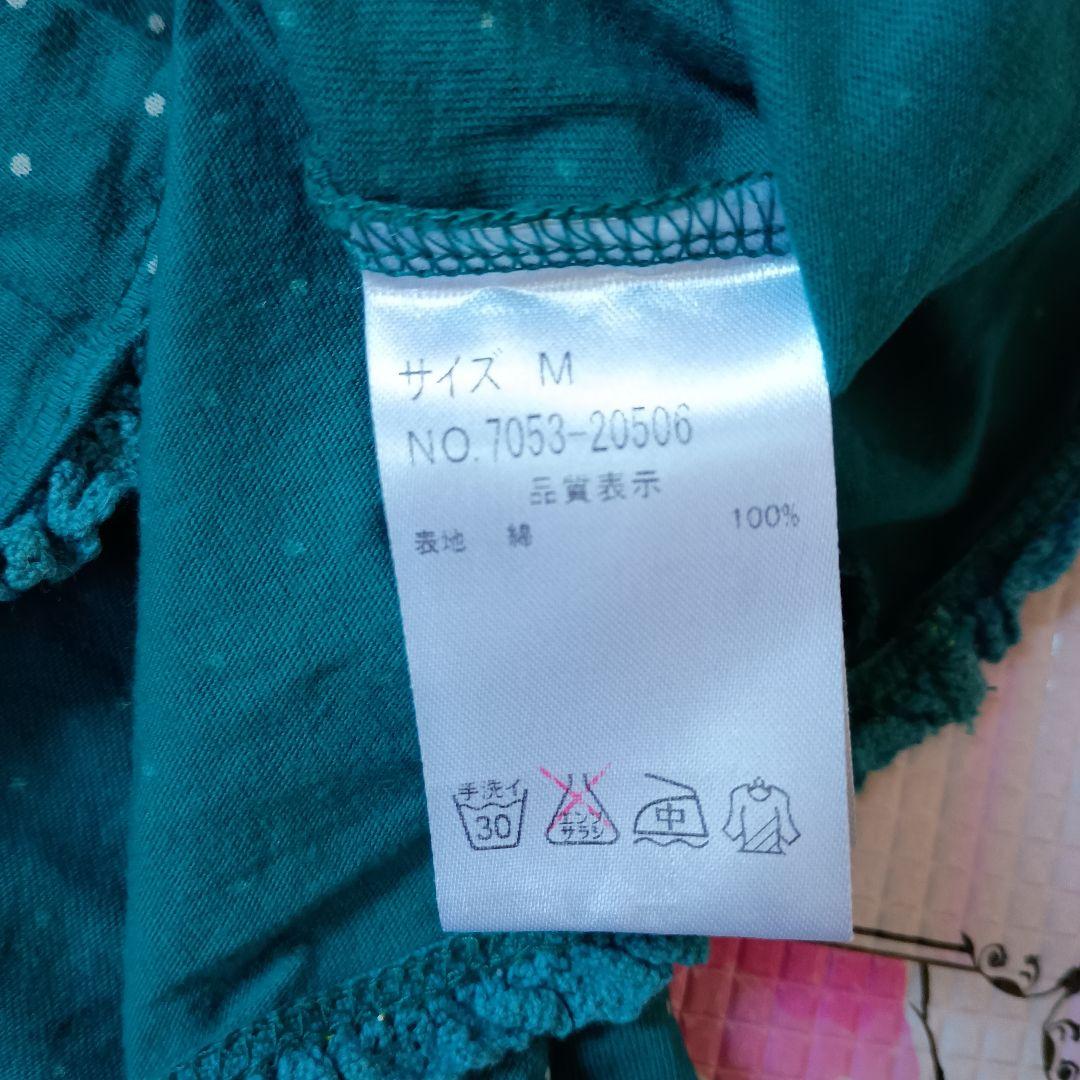 サイズ M
NO.7053-20506
品質表示
表地 綿 100%
手洗イ
30
エンソ
サラシ
中